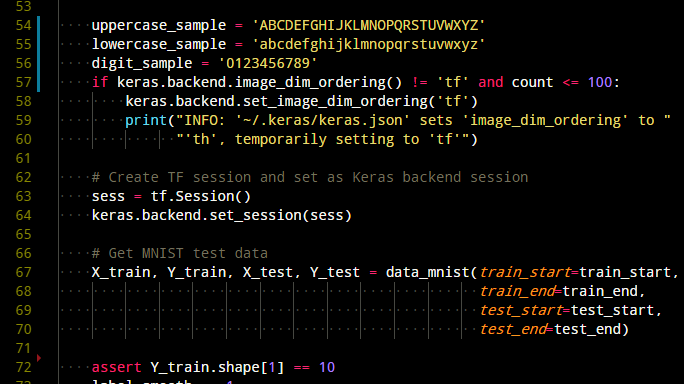 53
54 uppercase_sample = 'ABCDEFGHIJKLMNOPQRSTUVWXYZ'
55 lowercase_sample = 'abcdefghijklmnopqrstuvwxyz'
56 digit_sample = '0123456789'
57 if keras.backend.image_dim_ordering() != 'tf' and count <= 100:
58 keras.backend.set_image_dim_ordering('tf')
59 print("INFO: '~/.keras/keras.json' sets 'image_dim_ordering' to "
60 "'th', temporarily setting to 'tf'")
61
62 # Create TF session and set as Keras backend session
63 sess = tf.Session()
64 keras.backend.set_session(sess)
65
66 # Get MNIST test data
67 X_train, Y_train, X_test, Y_test = data_mnist(train_start=train_start,
68 train_end=train_end,
69 test_start=test_start,
70 test_end=test_end)
71
72 assert Y_train.shape[1] == 10